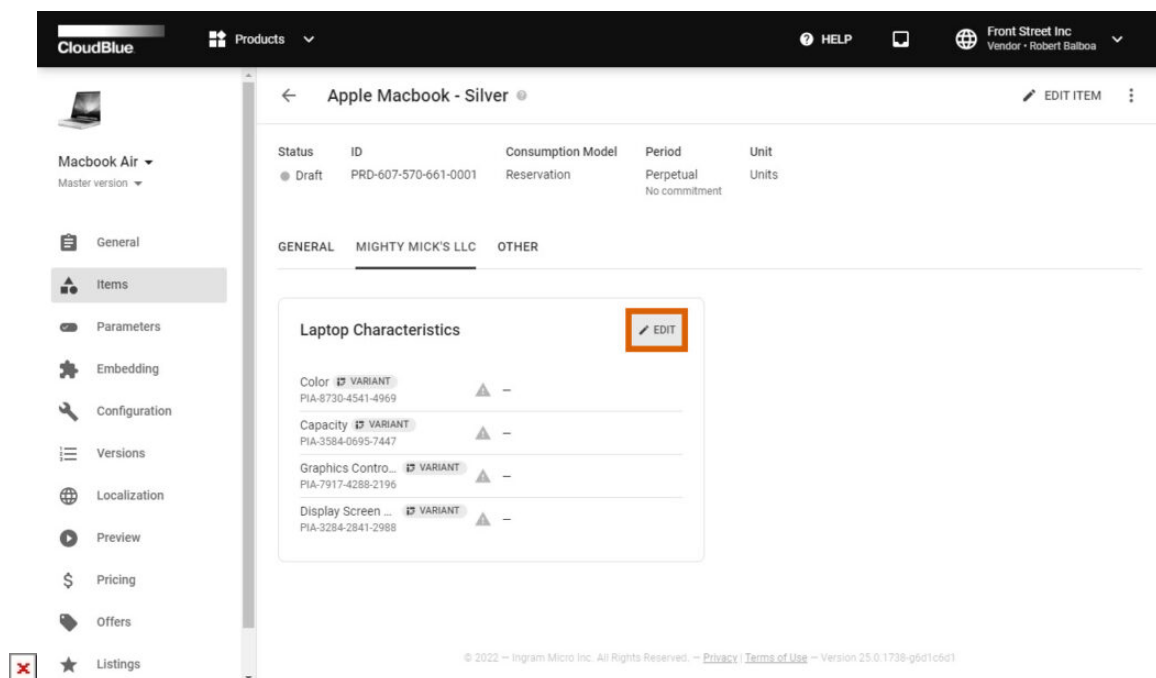 CloudBlue
Products
HELP
Front Street Inc
Vendor • Robert Balboa
Macbook Air
Master version
General
Items
Parameters
Embedding
Configuration
Versions
Localization
Preview
Pricing
Offers
Listings
Apple Macbook - Silver
EDIT ITEM
Status ID Consumption Model Period Unit
Draft PRD-607-570-661-0001 Reservation Perpetual Units
No commitment
GENERAL MIGHTY MICK'S LLC OTHER
Laptop Characteristics
EDIT
Color VARIANT
PIA-8730-4541-4969
–
Capacity VARIANT
PIA-3584-0695-7447
–
Graphics Contro... VARIANT
PIA-7917-4288-2196
–
Display Screen ... VARIANT
PIA-3284-2841-2988
–
© 2022 – Ingram Micro Inc. All Rights Reserved. – Privacy | Terms of Use – Version 25.0.1738-g6d1c6d1